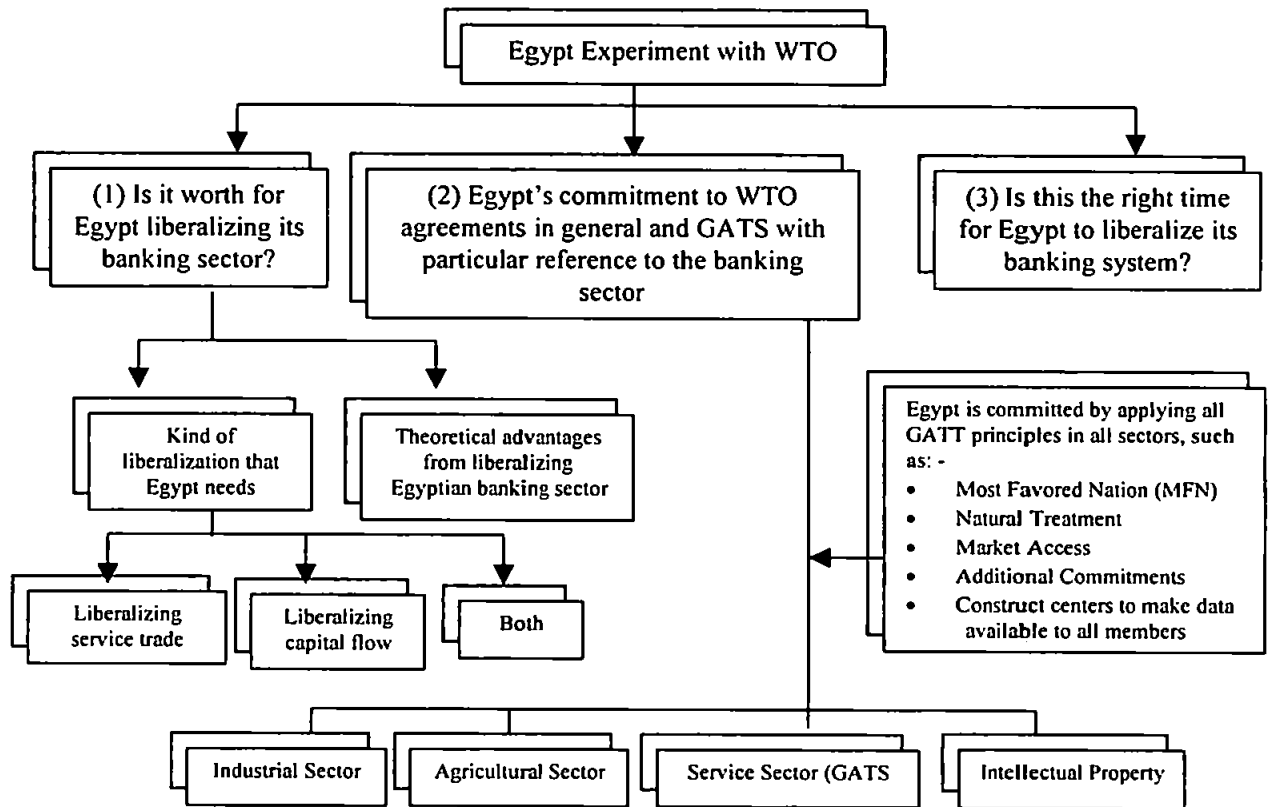 Egypt Experiment with WTO
(1) Is it worth for
Egypt liberalizing its
banking sector?
(2) Egypt's commitment to WTO
agreements in general and GATS with
particular reference to the banking
sector
(3) Is this the right time
for Egypt to liberalize its
banking system?
Kind of
liberalization that
Egypt needs
Theoretical advantages
from liberalizing
Egyptian banking sector
Egypt is committed by applying all
GATT principles in all sectors, such
as: -
• Most Favored Nation (MFN)
• Natural Treatment
• Market Access
• Additional Commitments
• Construct centers to make data
available to all members
Liberalizing
service trade
Liberalizing
capital flow
Both
Industrial Sector
Agricultural Sector
Service Sector (GATS
Intellectual Property